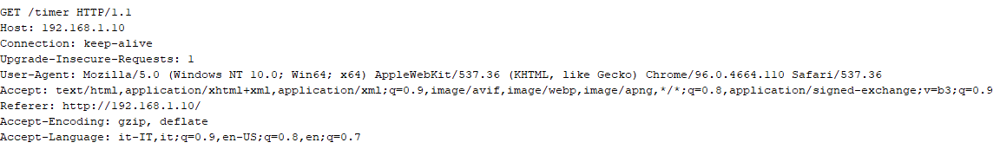 GET /timer HTTP/1.1
Host: 192.168.1.10
Connection: keep-alive
Upgrade-Insecure-Requests: 1
User-Agent: Mozilla/5.0 (Windows NT 10.0; Win64; x64) AppleWebKit/537.36 (KHTML, like Gecko) Chrome/96.0.4664.110 Safari/537.36
Accept: text/html,application/xhtml+xml,application/xml;q=0.9,image/avif,image/webp,image/apng,*/*;q=0.8,application/signed-exchange;v=b3;q=0.9
Referer: http://192.168.1.10/
Accept-Encoding: gzip, deflate
Accept-Language: it-IT,it;q=0.9,en-US;q=0.8,en;q=0.7